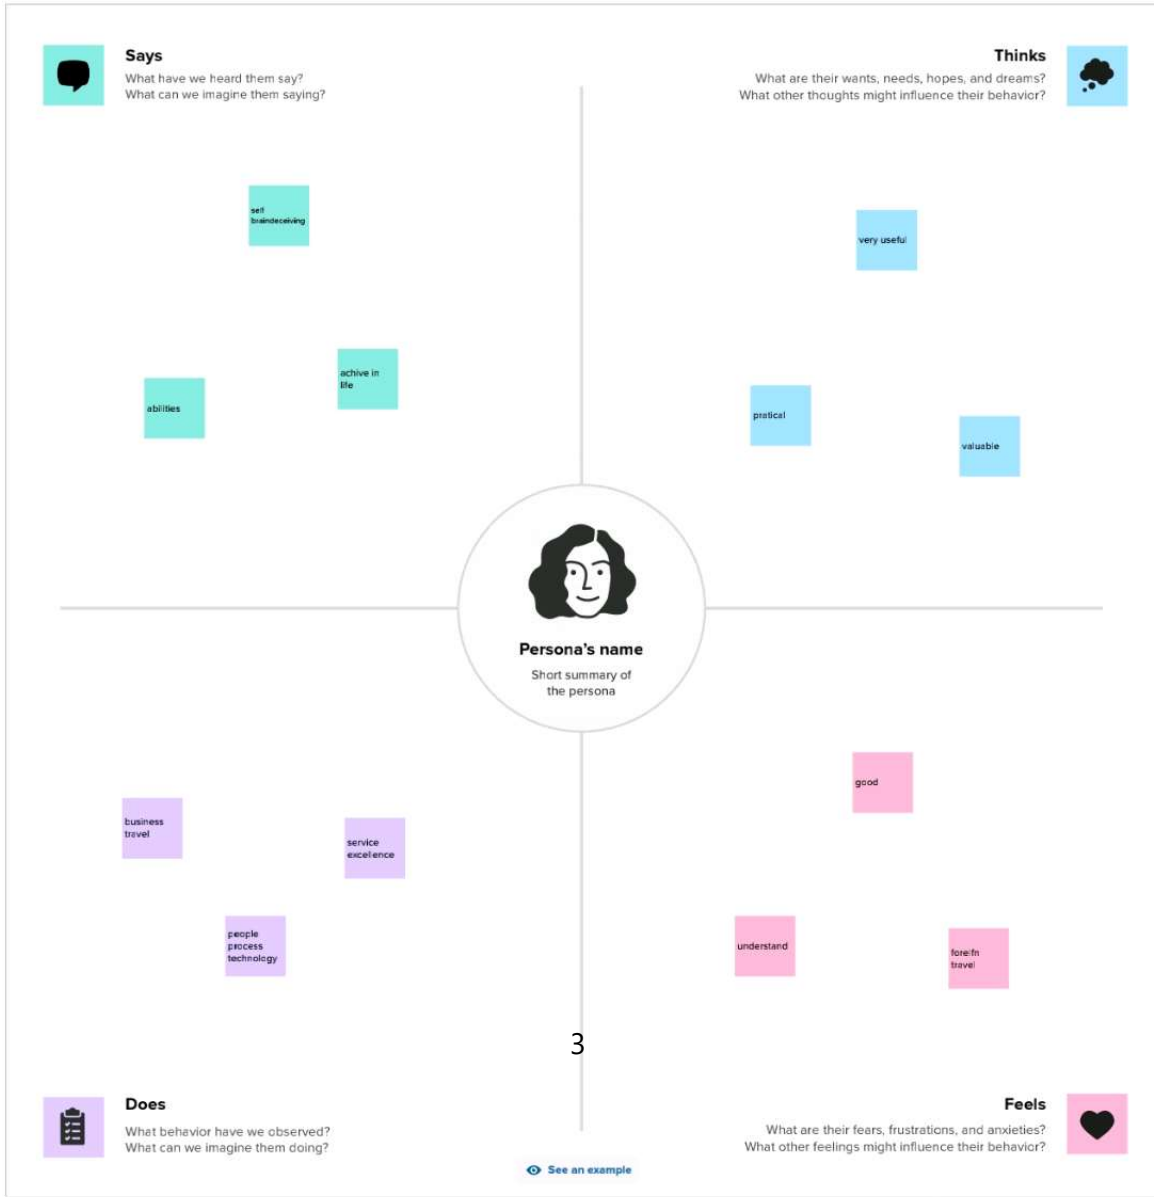 Says
What have we heard them say?
What can we imagine them saying?
Thinks
What are their wants, needs, hopes, and dreams?
What other thoughts might influence their behavior?
self
braindeceiving
achive in
life
abilities
very useful
pratical
valuable
Persona's name
Short summary of
the persona
business
travel
service
excellence
people
process
technology
good
understand
forelfn
travel
3
Does
What behavior have we observed?
What can we imagine them doing?
Feels
What are their fears, frustrations, and anxieties?
What other feelings might influence their behavior?
See an example